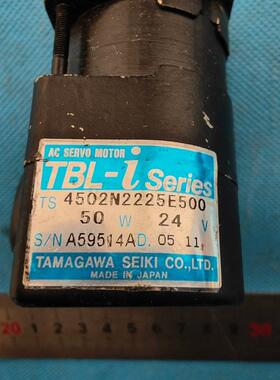 AC SERVO MOTOR
TBL-i Series
TS 4502N2225E500
50 W 24 V
S/N A59514AD. 05.11.
TAMAGAWA SEIKI CO.,LTD.
MADE IN JAPAN
20 1 2 3 4 5 6 7 8 9 30